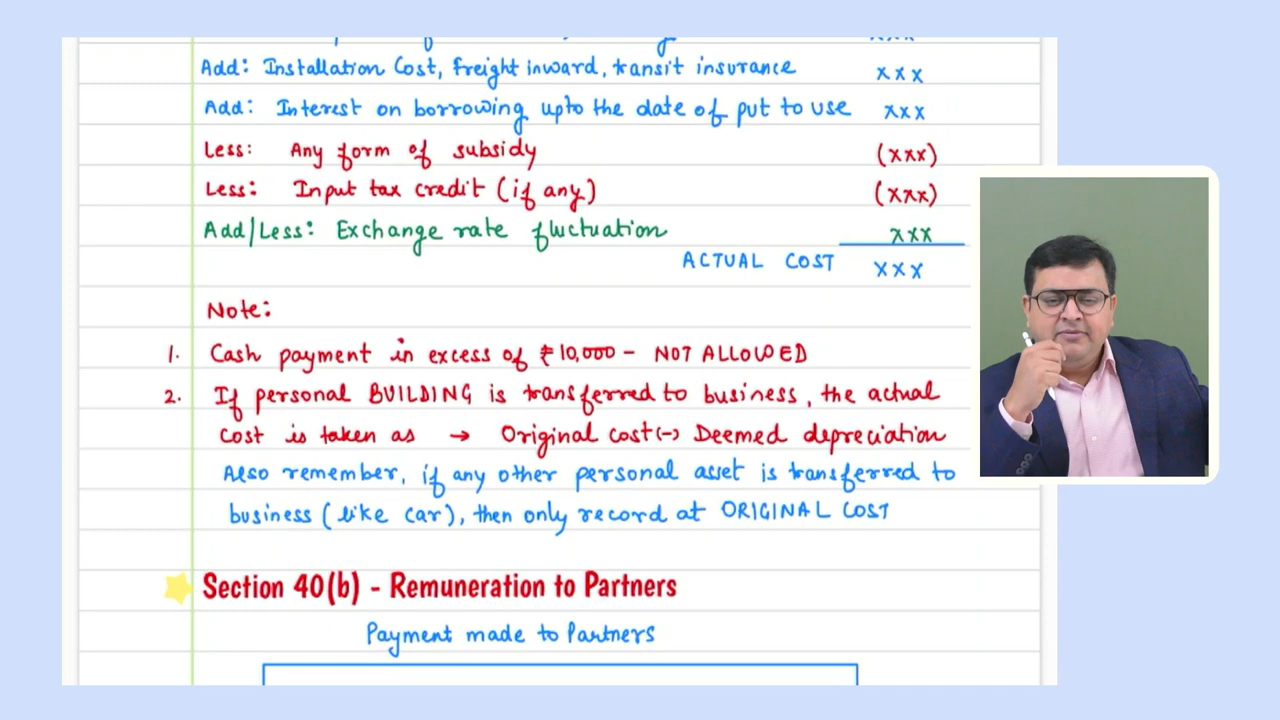 Add: Installation Cost, freight inward, transit insurance xxx
Add: Interest on borrowing upto the date of put to use xxx
Less: Any form of subsidy (xxx)
Less: Input tax credit (if any) (xxx)
Add/Less: Exchange rate fluctuation xxx
ACTUAL COST xxx
Note:
1. Cash payment in excess of ₹10,000 - NOT ALLOWED
2. If personal BUILDING is transferred to business, the actual
cost is taken as → Original cost (-) Deemed depreciation
Also remember, if any other personal asset is transferred to
business (like car), then only record at ORIGINAL COST
Section 40(b) - Remuneration to Partners
Payment made to Partners